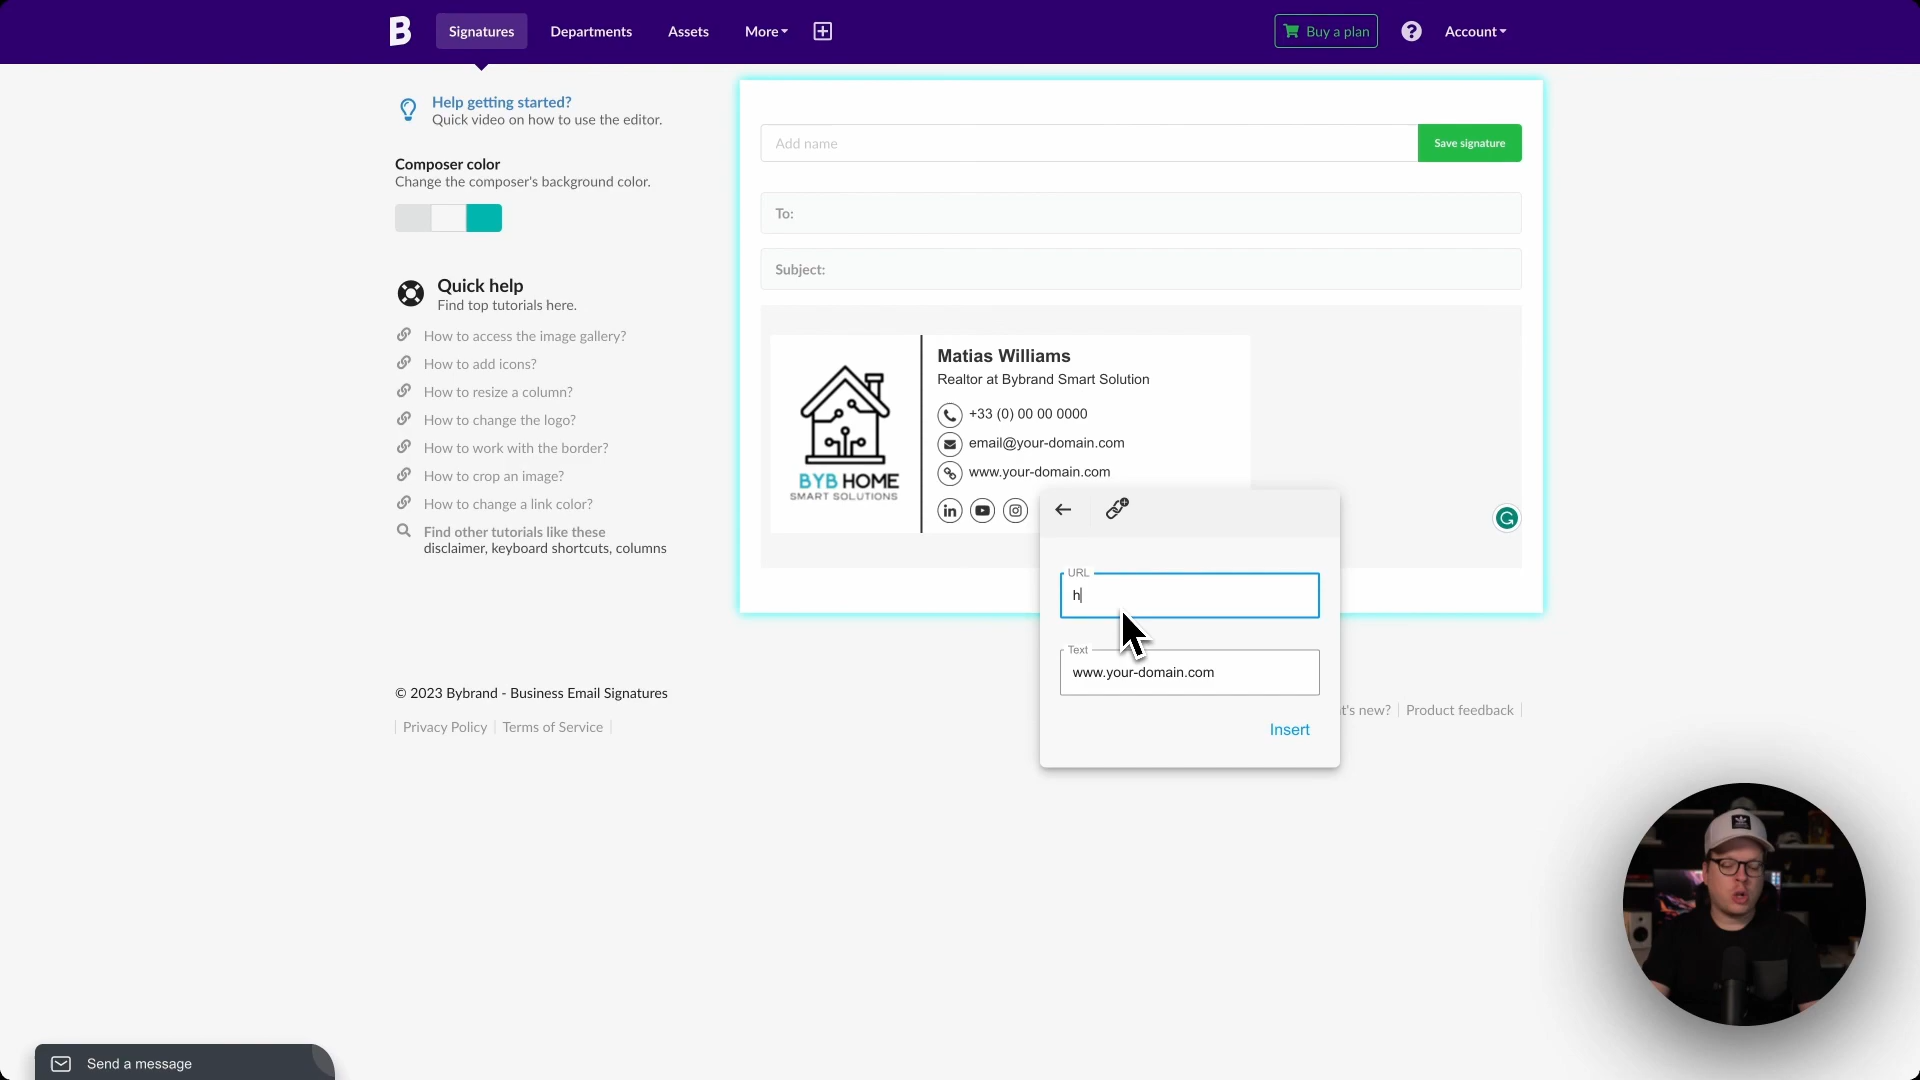 B
Signatures
Departments
Assets
More
Buy a plan
Account
Help getting started?
Quick video on how to use the editor.
Composer color
Change the composer's background color.
Quick help
Find top tutorials here.
How to access the image gallery?
How to add icons?
How to resize a column?
How to change the logo?
How to work with the border?
How to crop an image?
How to change a link color?
Find other tutorials like these
disclaimer, keyboard shortcuts, columns
Add name
Save signature
To:
Subject:
BYB HOME
SMART SOLUTIONS
Matias Williams
Realtor at Bybrand Smart Solution
+33 (0) 00 00 0000
email@your-domain.com
www.your-domain.com
in
G
URL
h
Text
www.your-domain.com
Insert
© 2023 Bybrand - Business Email Signatures
Privacy Policy
Terms of Service
t's new?
Product feedback
Send a message